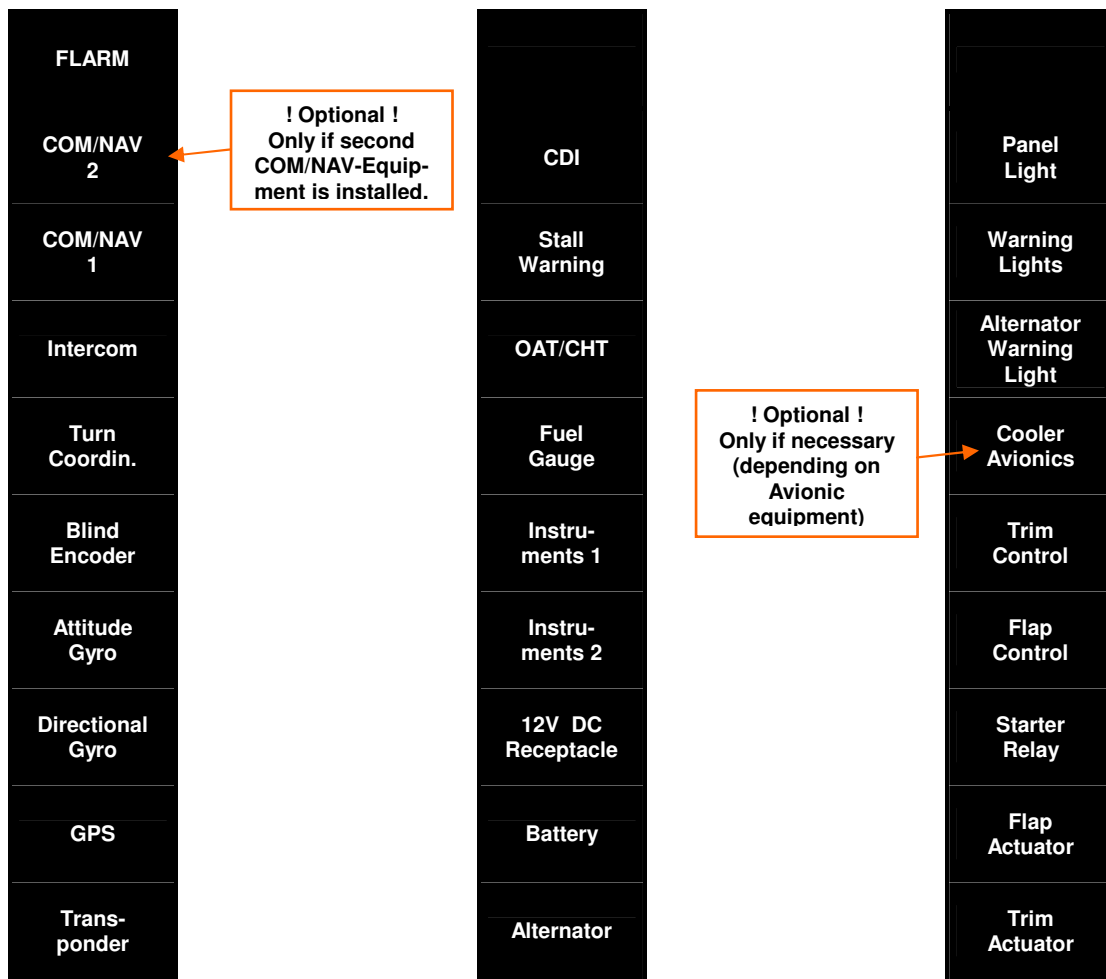 FLARM
COM/NAV
2
COM/NAV
1
Intercom
Turn
Coordin.
Blind
Encoder
Attitude
Gyro
Directional
Gyro
GPS
Trans-
ponder
! Optional !
Only if second
COM/NAV-Equip-
ment is installed.
CDI
Stall
Warning
OAT/CHT
Fuel
Gauge
Instru-
ments 1
Instru-
ments 2
12V DC
Receptacle
Battery
Alternator
! Optional !
Only if necessary
(depending on
Avionic
equipment)
Panel
Light
Warning
Lights
Alternator
Warning
Light
Cooler
Avionics
Trim
Control
Flap
Control
Starter
Relay
Flap
Actuator
Trim
Actuator